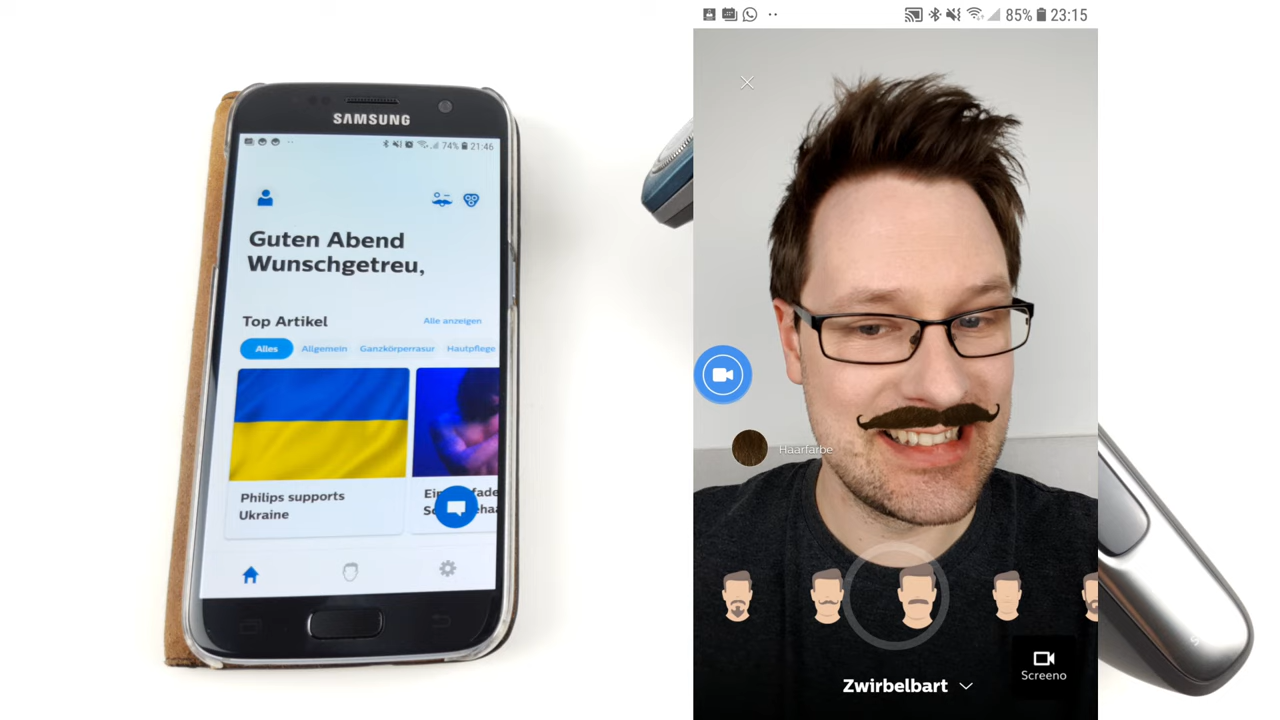 SAMSUNG
74% 21:46
Guten Abend
Wunschgetreu,
Top Artikel
Alle anzeigen
Alles Allgemein Ganzkörperrasur Hautpflege
Philips supports
Ukraine
85% 23:15
Haarfarbe
Zwirbelbart
Screeno